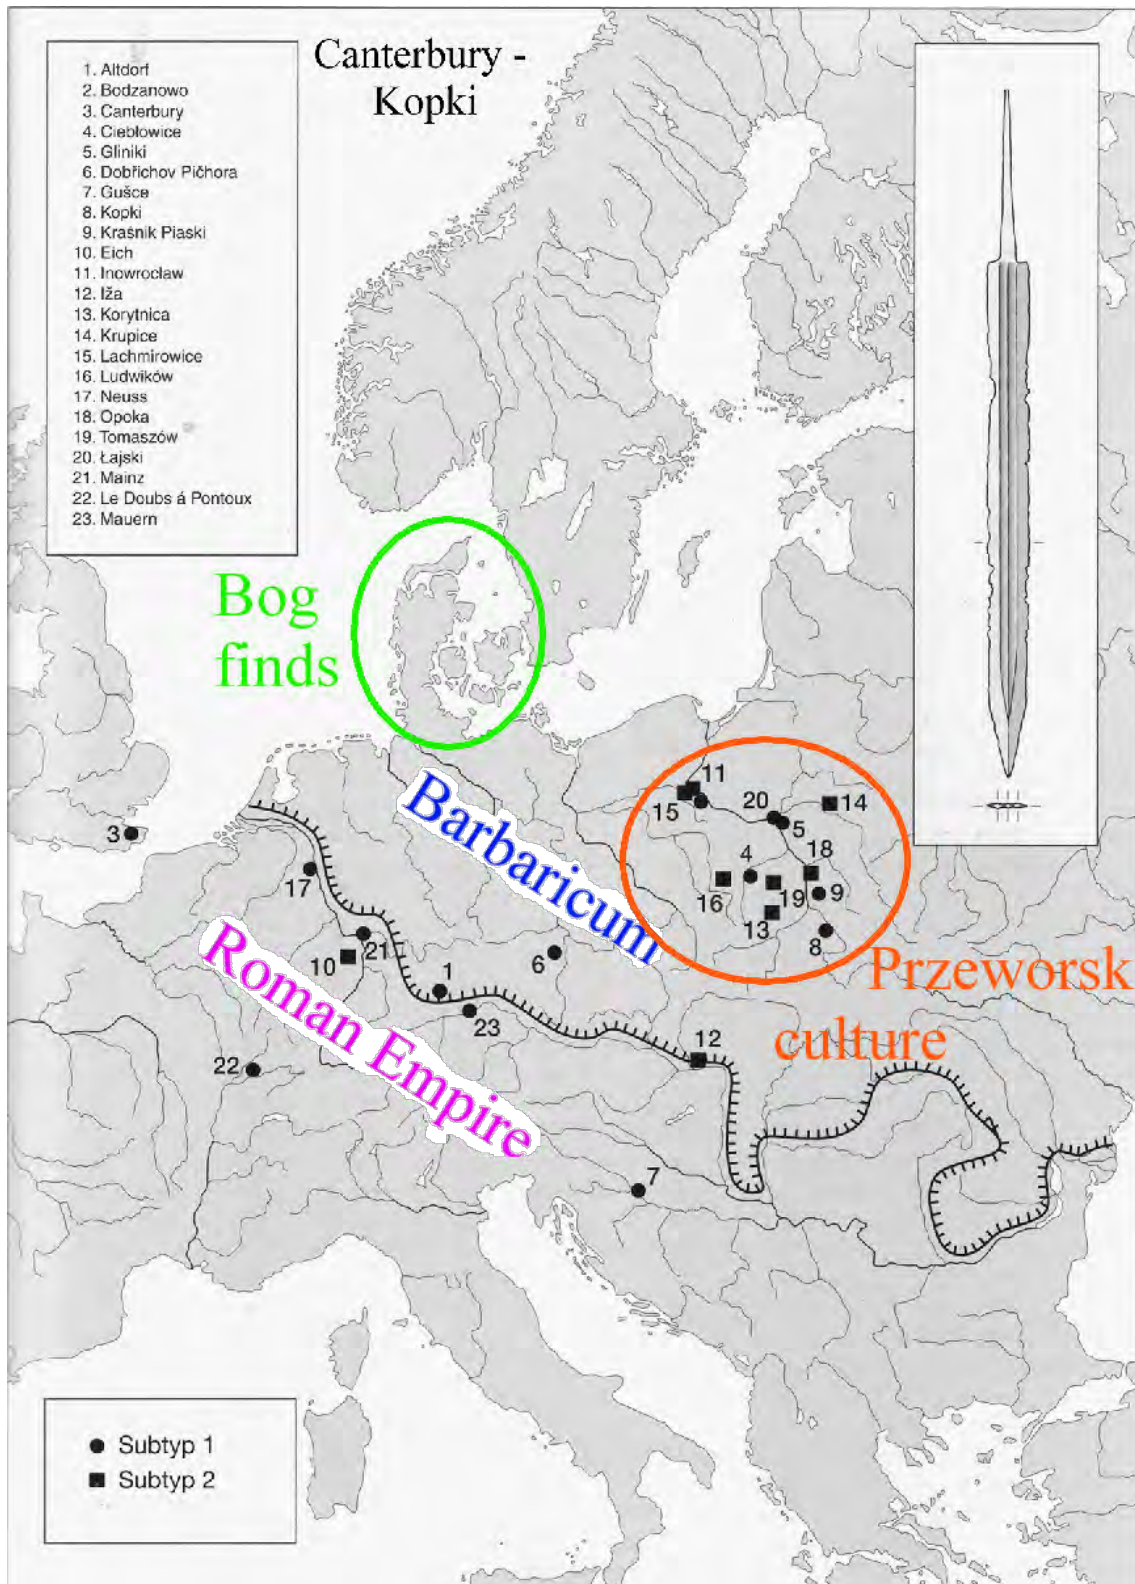 1. Altdorf
2. Bodzanowo
3. Canterbury
4. Ciebłowice
5. Gliniki
6. Dobřichov Pičhora
7. Gušce
8. Kopki
9. Kraśnik Piaski
10. Eich
11. Inowrocław
12. Iža
13. Korytnica
14. Krupice
15. Lachmirowice
16. Ludwików
17. Neuss
18. Opoka
19. Tomaszów
20. Łajski
21. Mainz
22. Le Doubs á Pontoux
23. Mauern
Canterbury -
Kopki
Bog
finds
Barbaricum
Roman Empire
Przeworsk
culture
11
15
20
5
14
4
18
16
19
9
13
8
3
17
21
10
6
1
23
12
22
7
Subtyp 1
Subtyp 2